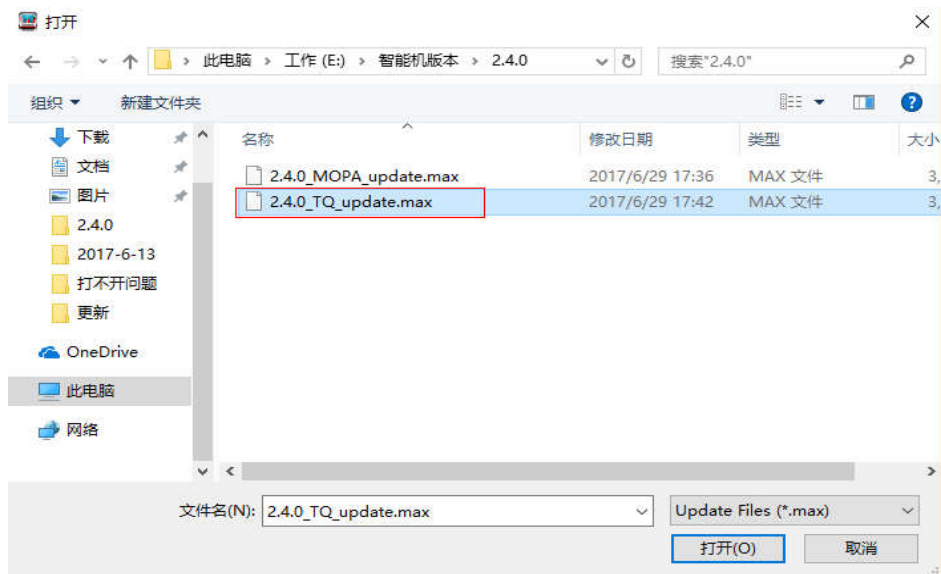 打开
此电脑 › 工作 (E:) › 智能机版本 › 2.4.0
搜索"2.4.0"
组织
新建文件夹
下载
文档
图片
2.4.0
2017-6-13
打不开问题
更新
OneDrive
此电脑
网络
名称 修改日期 类型 大小
2.4.0_MOPA_update.max 2017/6/29 17:36 MAX 文件 3,
2.4.0_TQ_update.max 2017/6/29 17:42 MAX 文件 3,
文件名(N): 2.4.0_TQ_update.max Update Files (*.max)
打开(O) 取消